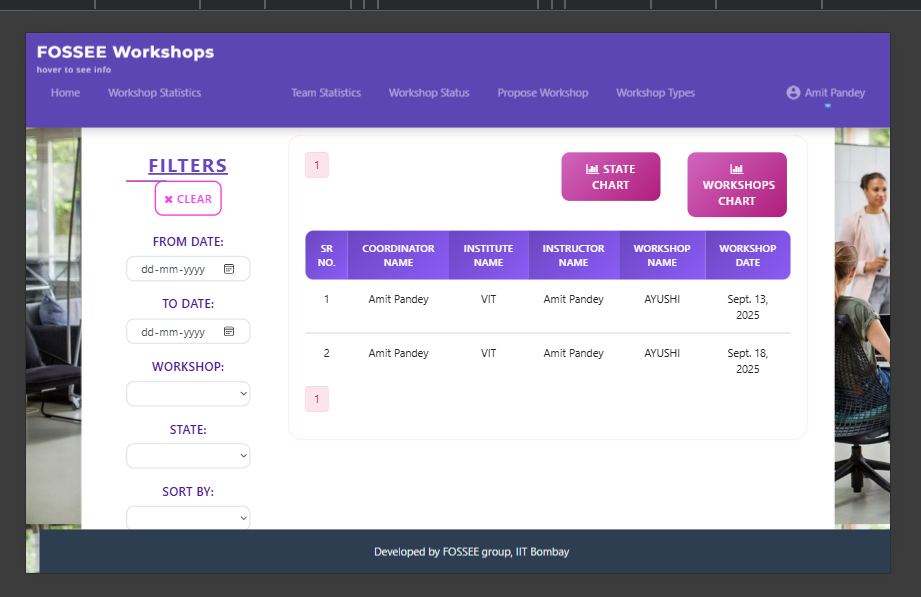 FOSSEE Workshops
hover to see info
Home Workshop Statistics Team Statistics Workshop Status Propose Workshop Workshop Types Amit Pandey
FILTERS
✖ CLEAR
FROM DATE:
dd-mm-yyyy
TO DATE:
dd-mm-yyyy
WORKSHOP:
STATE:
SORT BY:
1
STATE
CHART
WORKSHOPS
CHART
SR NO. COORDINATOR NAME INSTITUTE NAME INSTRUCTOR NAME WORKSHOP NAME WORKSHOP DATE
1 Amit Pandey VIT Amit Pandey AYUSHI Sept. 13, 2025
2 Amit Pandey VIT Amit Pandey AYUSHI Sept. 18, 2025
1
Developed by FOSSEE group, IIT Bombay